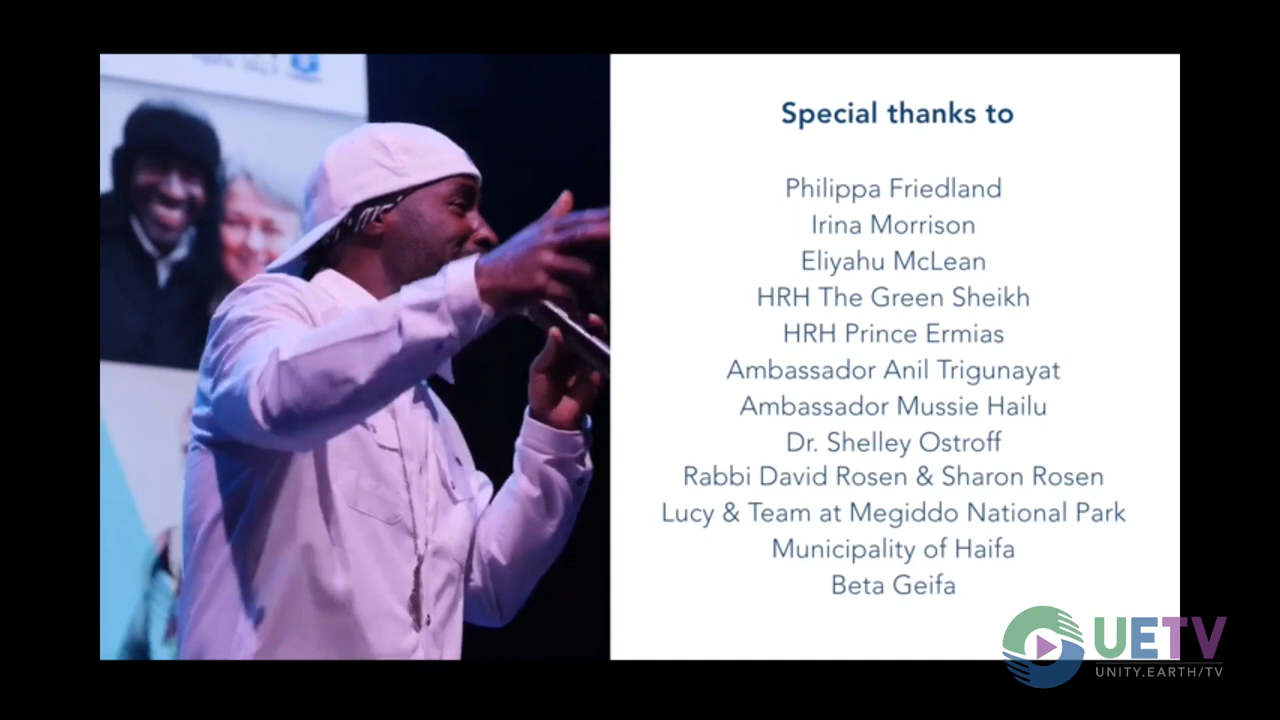 Special thanks to
Philippa Friedland
Irina Morrison
Eliyahu McLean
HRH The Green Sheikh
HRH Prince Ermias
Ambassador Anil Trigunayat
Ambassador Mussie Hailu
Dr. Shelley Ostroff
Rabbi David Rosen & Sharon Rosen
Lucy & Team at Megiddo National Park
Municipality of Haifa
Beta Geifa
UETV
UNITY.EARTH/TV